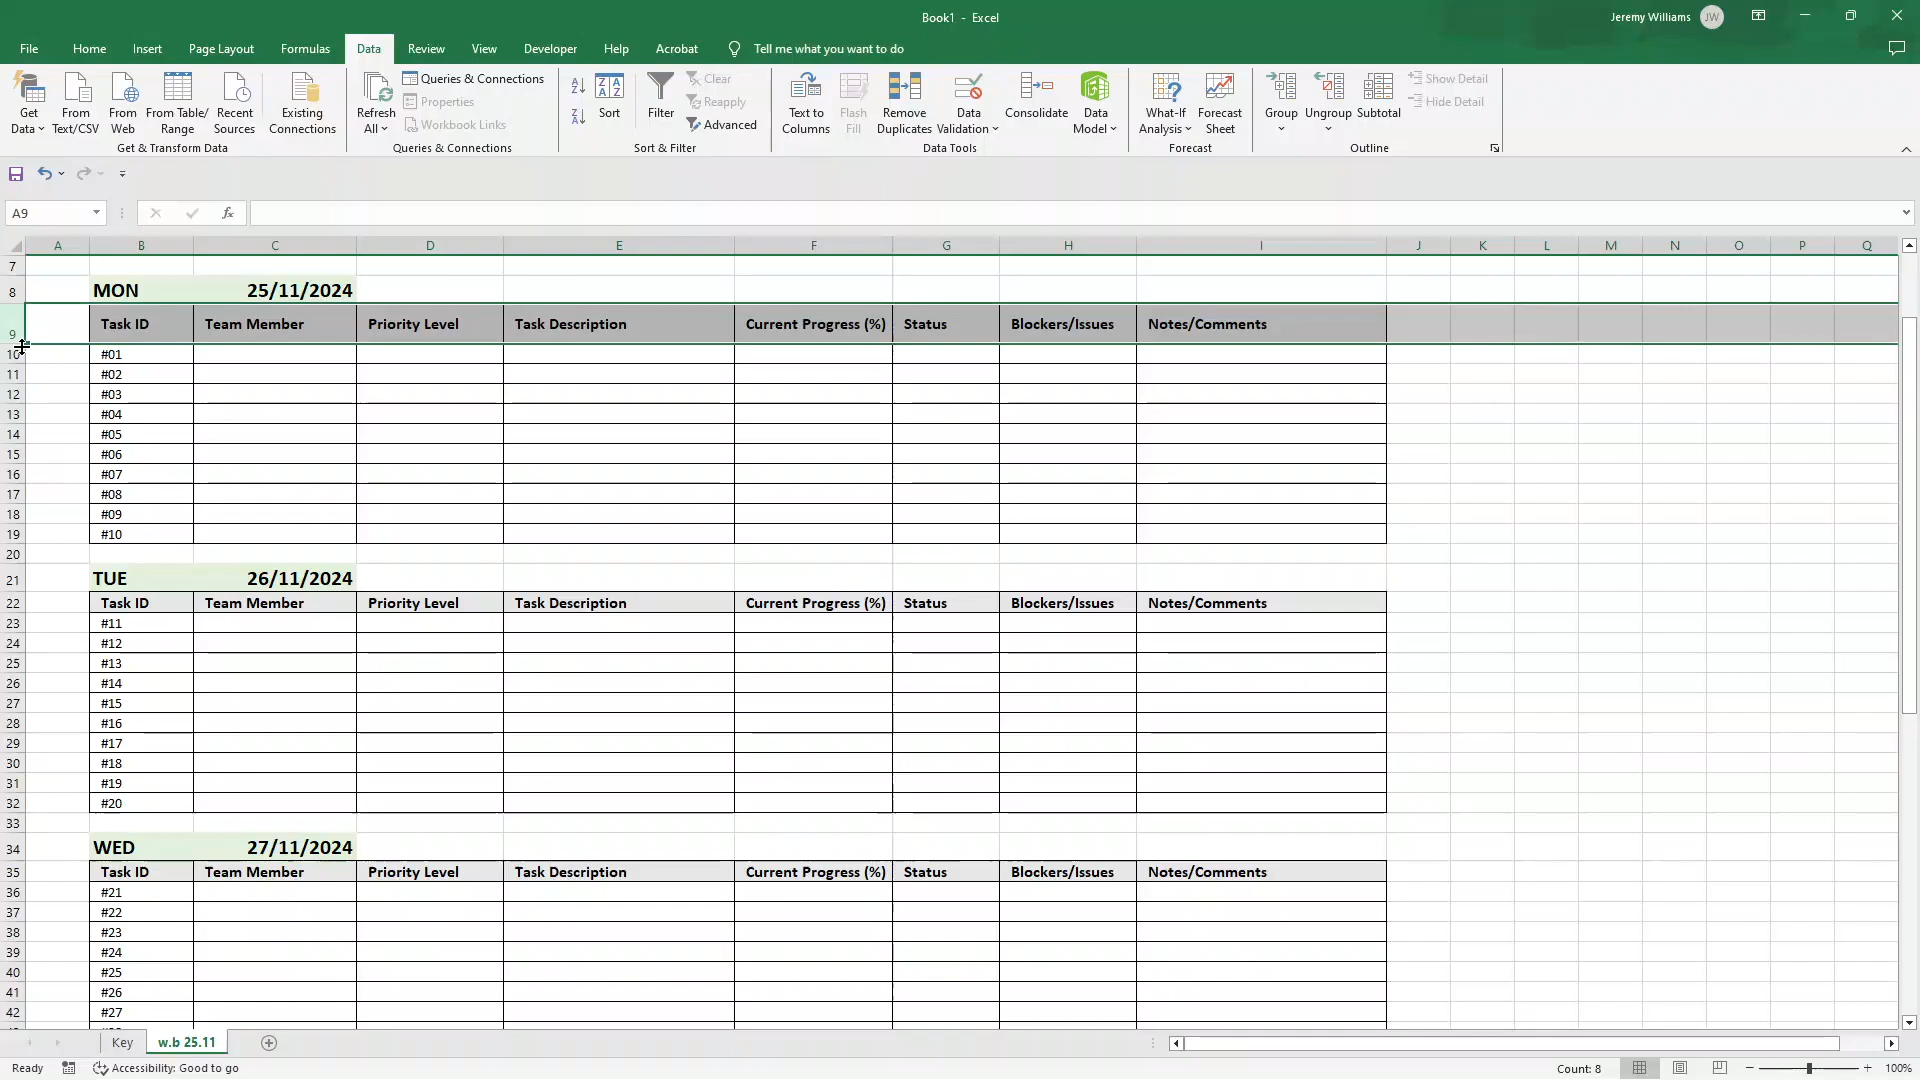 Book1 - Excel
Jeremy Williams JW
File Home Insert Page Layout Formulas Data Review View Developer Help Acrobat Tell me what you want to do
Get Data From Text/CSV From Web From Table/ Range Recent Sources Existing Connections
Get & Transform Data
Refresh All Queries & Connections Properties Workbook Links
Queries & Connections
Sort Filter Clear Reapply Advanced
Sort & Filter
Text to Columns Flash Fill Remove Duplicates Data Validation Consolidate Data Model
Data Tools
What-If Analysis Forecast Sheet
Forecast
Group Ungroup Subtotal Show Detail Hide Detail
Outline
A9 fx
A B C D E F G H I J K L M N O P Q
7
8 MON 25/11/2024
9 Task ID Team Member Priority Level Task Description Current Progress (%) Status Blockers/Issues Notes/Comments
10 #01
11 #02
12 #03
13 #04
14 #05
15 #06
16 #07
17 #08
18 #09
19 #10
20
21 TUE 26/11/2024
22 Task ID Team Member Priority Level Task Description Current Progress (%) Status Blockers/Issues Notes/Comments
23 #11
24 #12
25 #13
26 #14
27 #15
28 #16
29 #17
30 #18
31 #19
32 #20
33
34 WED 27/11/2024
35 Task ID Team Member Priority Level Task Description Current Progress (%) Status Blockers/Issues Notes/Comments
36 #21
37 #22
38 #23
39 #24
40 #25
41 #26
42 #27
Key w.b 25.11
Ready Accessibility: Good to go Count: 8 100%